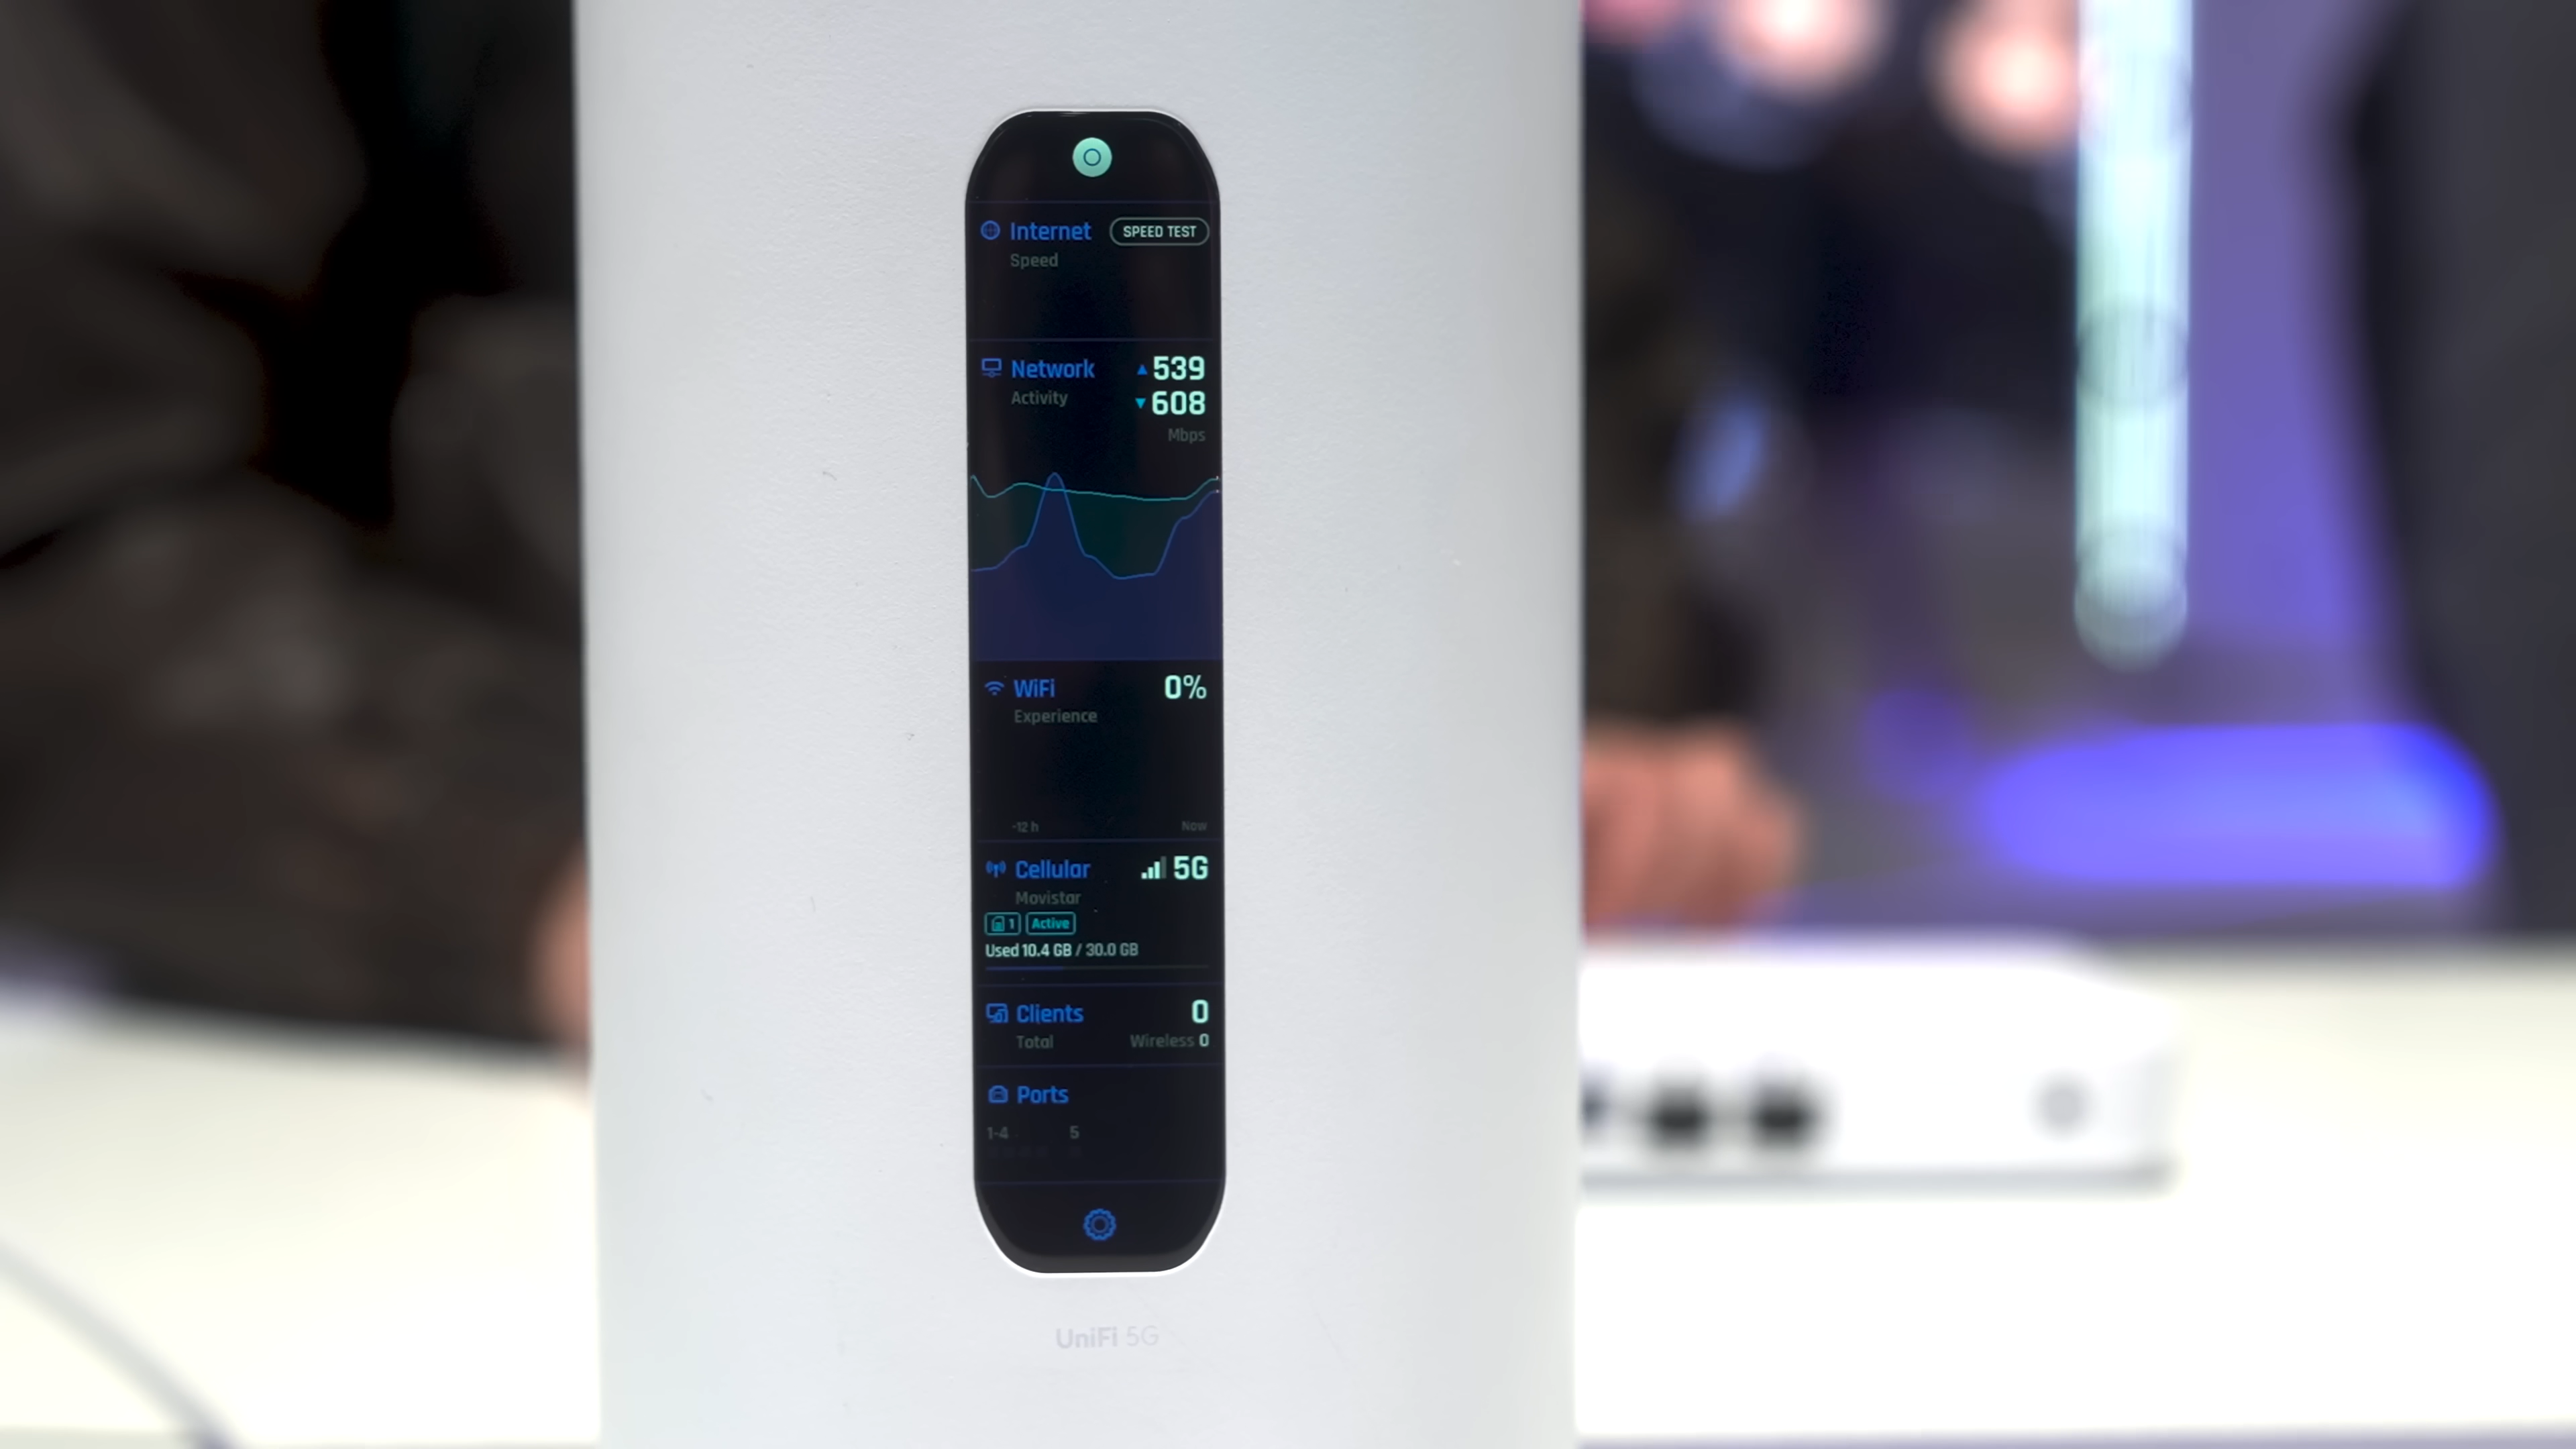 Internet SPEED TEST
Speed
Network 539
Activity 608
Mbps
WiFi 0%
Experience
-12 h Now
Cellular 5G
Movistar
1 Active
Used 10.4 GB / 30.0 GB
Clients 0
Total Wireless 0
Ports
1-4 5
UniFi 5G